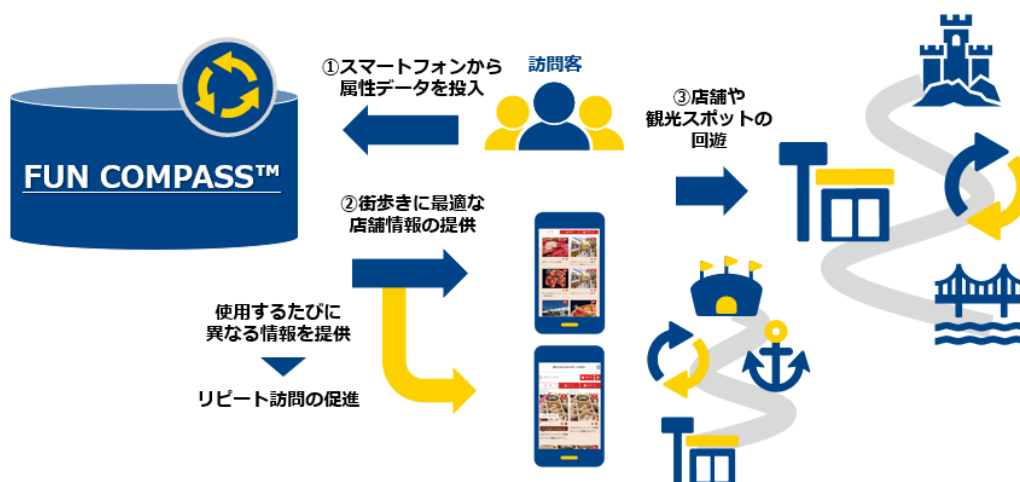 ①スマートフォンから
属性データを投入
訪問客
③店舗や
観光スポットの
回遊
FUN COMPASS™
②街歩きに最適な
店舗情報の提供
使用するたびに
異なる情報を提供
リピート訪問の促進